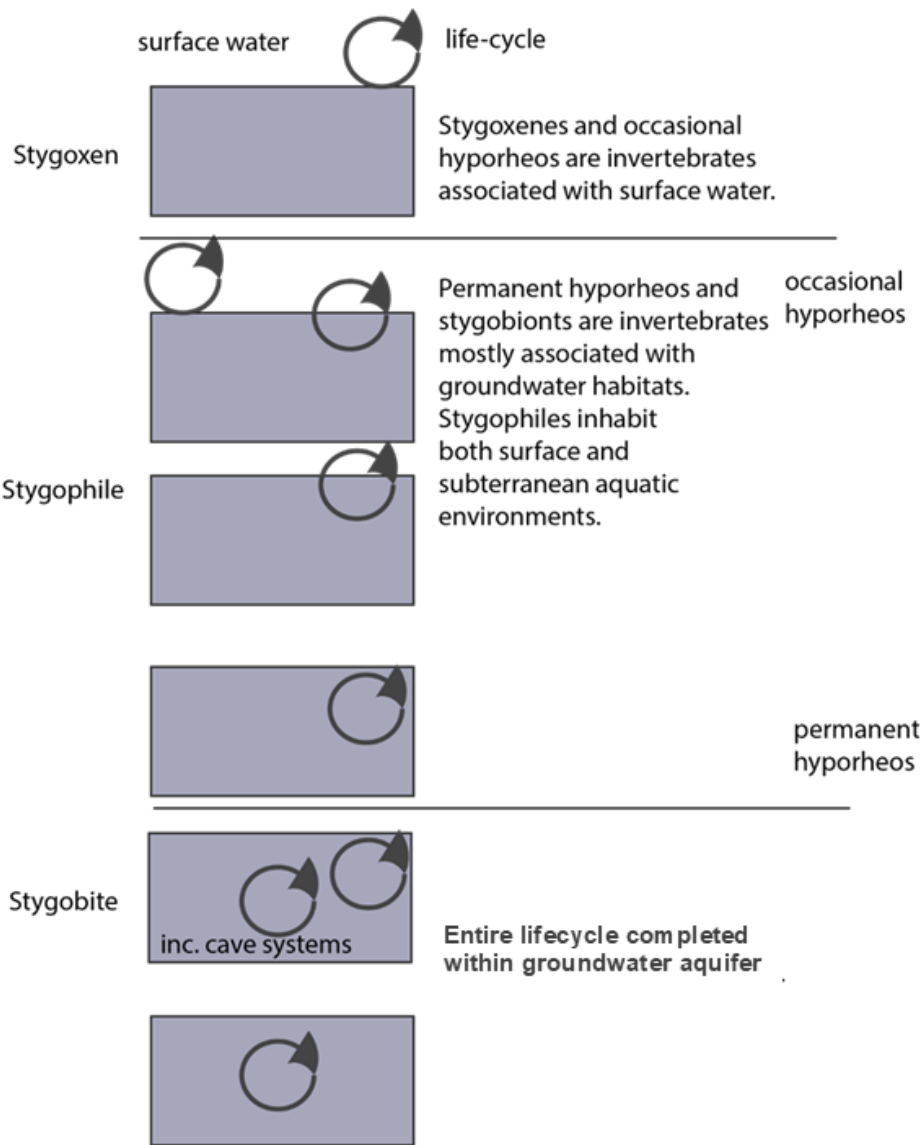 surface water
life-cycle
Stygoxen
Stygoxenes and occasional
hyporheos are invertebrates
associated with surface water.
Permanent hyporheos and
stygobionts are invertebrates
mostly associated with
groundwater habitats.
Stygophiles inhabit
both surface and
subterranean aquatic
environments.
occasional
hyporheos
Stygophile
permanent
hyporheos
Stygobite
inc. cave systems
Entire lifecycle completed
within groundwater aquifer
.